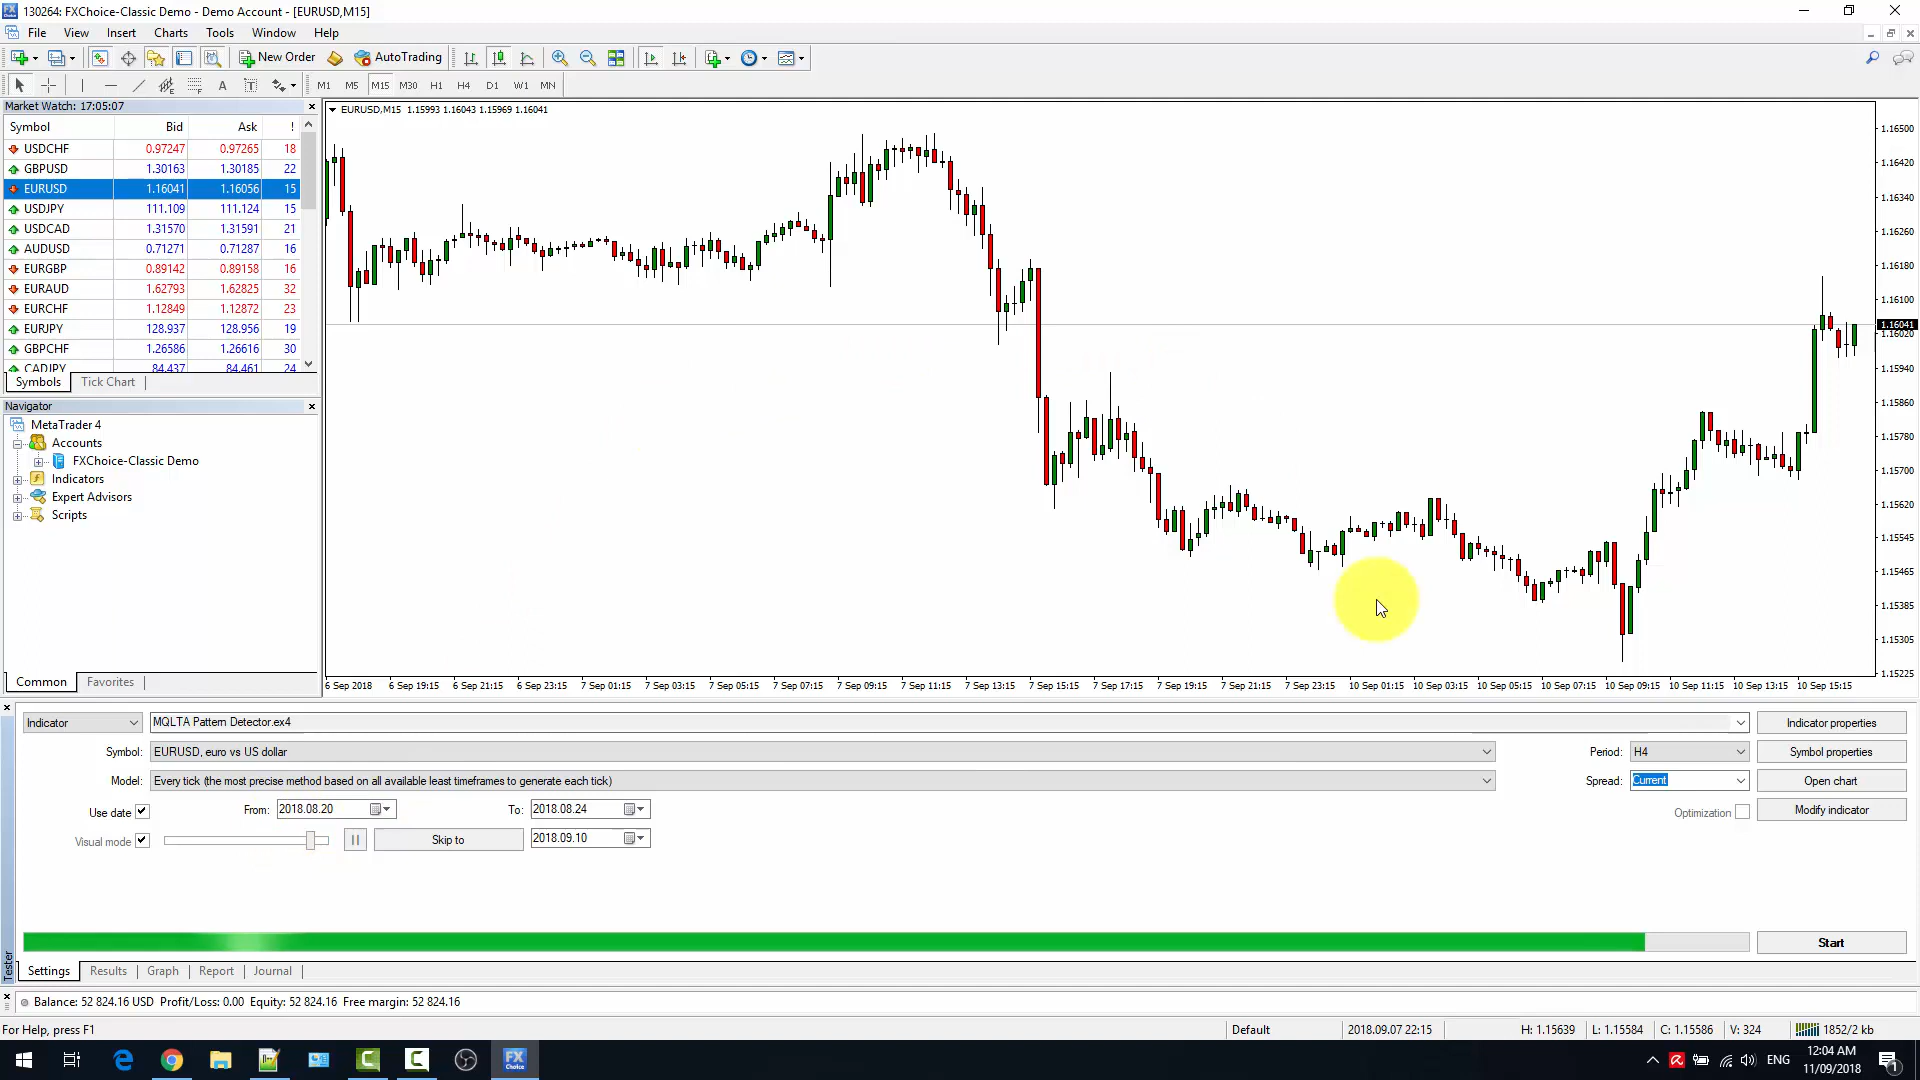 130264: FXChoice-Classic Demo - Demo Account - [EURUSD,M15]
File View Insert Charts Tools Window Help
New Order AutoTrading
M1 M5 M15 M30 H1 H4 D1 W1 MN
Market Watch: 17:05:07
Symbol Bid Ask !
USDCHF 0.97247 0.97265 18
GBPUSD 1.30163 1.30185 22
EURUSD 1.16041 1.16056 15
USDJPY 111.109 111.124 15
USDCAD 1.31570 1.31591 21
AUDUSD 0.71271 0.71287 16
EURGBP 0.89142 0.89158 16
EURAUD 1.62793 1.62825 32
EURCHF 1.12849 1.12872 23
EURJPY 128.937 128.956 19
GBPCHF 1.26586 1.26616 30
CADJPY 84.437 84.461 24
Symbols Tick Chart
Navigator
MetaTrader 4
Accounts
FXChoice-Classic Demo
Indicators
Expert Advisors
Scripts
Common Favorites
EURUSD,M15 1.15993 1.16043 1.15969 1.16041
1.16500
1.16420
1.16340
1.16260
1.16180
1.16100
1.16041
1.16020
1.15940
1.15860
1.15780
1.15700
1.15620
1.15545
1.15465
1.15385
1.15305
1.15225
6 Sep 2018 6 Sep 19:15 6 Sep 21:15 6 Sep 23:15 7 Sep 01:15 7 Sep 03:15 7 Sep 05:15 7 Sep 07:15 7 Sep 09:15 7 Sep 11:15 7 Sep 13:15 7 Sep 15:15 7 Sep 17:15 7 Sep 19:15 7 Sep 21:15 7 Sep 23:15 10 Sep 01:15 10 Sep 03:15 10 Sep 05:15 10 Sep 07:15 10 Sep 09:15 10 Sep 11:15 10 Sep 13:15 10 Sep 15:15
Indicator MQLTA Pattern Detector.ex4 Indicator properties
Symbol: EURUSD, euro vs US dollar Period: H4 Symbol properties
Model: Every tick (the most precise method based on all available least timeframes to generate each tick) Spread: Current Open chart
Use date From: 2018.08.20 To: 2018.08.24 Optimization Modify indicator
Visual mode Skip to 2018.09.10
Start
Tester
Settings Results Graph Report Journal
Balance: 52 824.16 USD Profit/Loss: 0.00 Equity: 52 824.16 Free margin: 52 824.16
For Help, press F1 Default 2018.09.07 22:15 H: 1.15639 L: 1.15584 C: 1.15586 V: 324 1852/2 kb
FX Choice
ENG 12:04 AM
11/09/2018
1